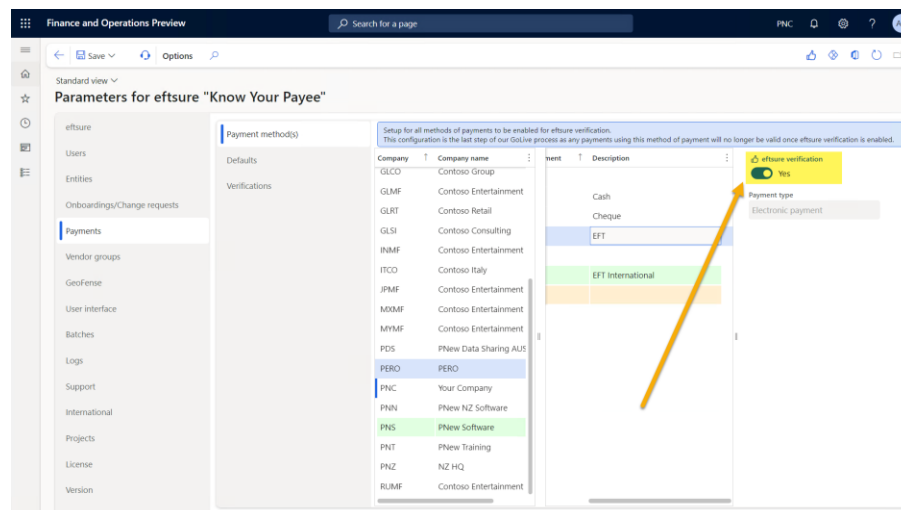 Finance and Operations Preview
Search for a page
PNC
Save
Options
Standard view
Parameters for eftsure "Know Your Payee"
eftsure
Users
Entities
Onboardings/Change requests
Payments
Vendor groups
GeoFense
User interface
Batches
Logs
Support
International
Projects
License
Version
Payment method(s)
Defaults
Verifications
Setup for all methods of payments to be enabled for eftsure verification.
This configuration is the last step of our GoLive process as any payments using this method of payment will no longer be valid once eftsure verification is enabled.
Company Company name
GLCO Contoso Group
GLMF Contoso Entertainment
GLRT Contoso Retail
GLSI Contoso Consulting
INMF Contoso Entertainment
ITCO Contoso Italy
JPMF Contoso Entertainment
MXMF Contoso Entertainment
MYMF Contoso Entertainment
PDS PNew Data Sharing AUS
PERO PERO
PNC Your Company
PNN PNew NZ Software
PNS PNew Software
PNT PNew Training
PNZ NZ HQ
RUMF Contoso Entertainment
ment Description
Cash
Cheque
EFT
EFT International
eftsure verification
Yes
Payment type
Electronic payment